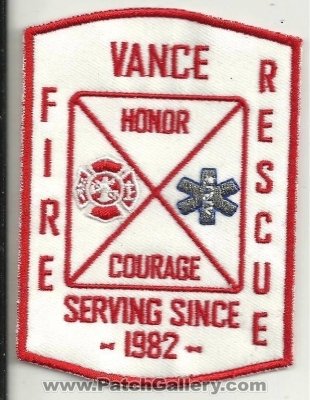 VANCE
FIRE
RESCUE
HONOR
COURAGE
SERVING SINCE
-1982-
www.PatchGallery.com